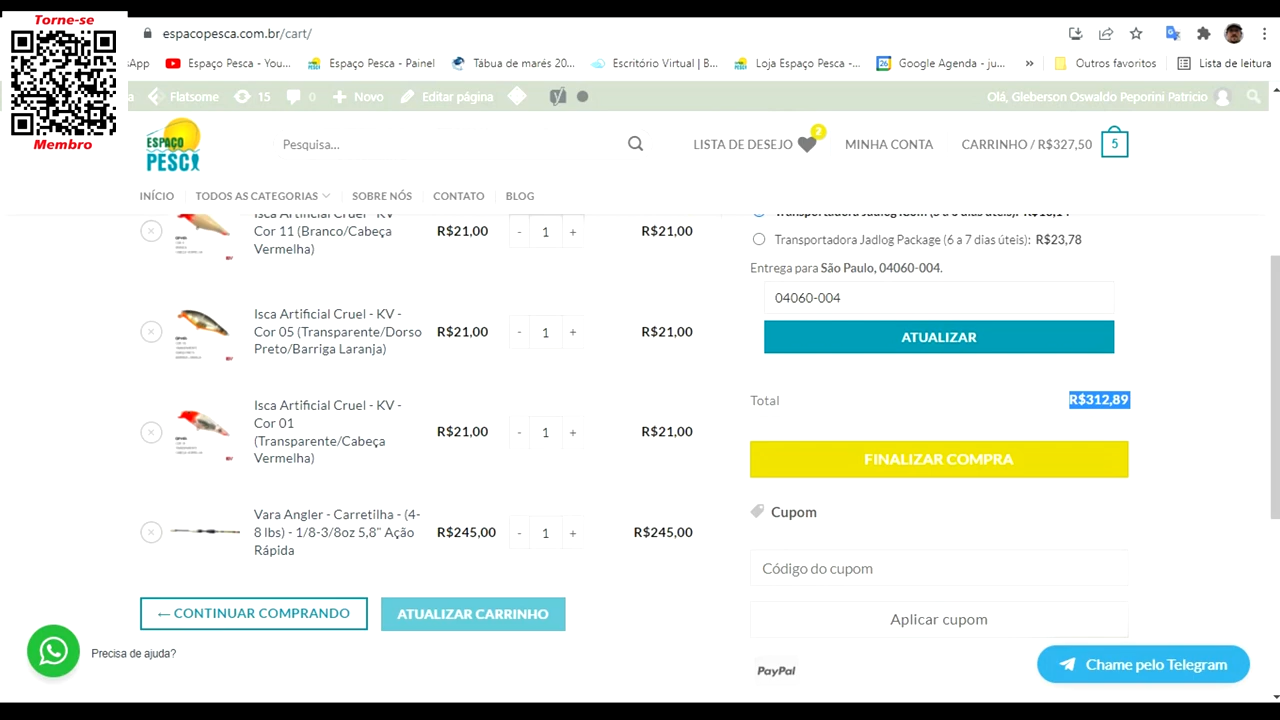 Torne-se
Membro
espacopesca.com.br/cart/
App
Espaço Pesca - You...
Espaço Pesca - Painel
Tábua de marés 20...
Escritório Virtual | B...
Loja Espaço Pesca -...
Google Agenda - ju...
»
Outros favoritos
Lista de leitura
Flatsome
15
0
Novo
Editar página
Olá, Gleberson Oswaldo Peporini Patricio
ESPAÇO
PESCA
Pesquisa...
LISTA DE DESEJO
2
MINHA CONTA
CARRINHO / R$327,50
5
INÍCIO
TODOS AS CATEGORIAS
SOBRE NÓS
CONTATO
BLOG
Isca Artificial Cruel - KV -
Cor 11 (Branco/Cabeça
Vermelha)
R$21,00
- 1 +
R$21,00
Isca Artificial Cruel - KV -
Cor 05 (Transparente/Dorso
Preto/Barriga Laranja)
R$21,00
- 1 +
R$21,00
Isca Artificial Cruel - KV -
Cor 01
(Transparente/Cabeça
Vermelha)
R$21,00
- 1 +
R$21,00
Vara Angler - Carretilha - (4-
8 lbs) - 1/8-3/8oz 5,8" Ação
Rápida
R$245,00
- 1 +
R$245,00
← CONTINUAR COMPRANDO
ATUALIZAR CARRINHO
Precisa de ajuda?
Transportadora Jadlog Package (6 a 7 dias úteis): R$23,78
Entrega para São Paulo, 04060-004.
04060-004
ATUALIZAR
Total
R$312,89
FINALIZAR COMPRA
Cupom
Código do cupom
Aplicar cupom
PayPal
Chame pelo Telegram